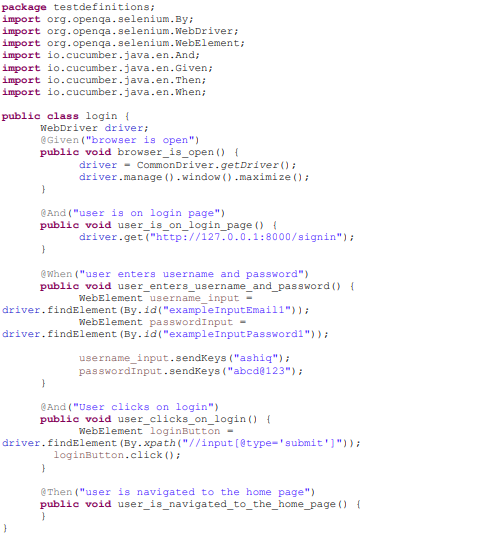 package testdefinitions;
import org.openqa.selenium.By;
import org.openqa.selenium.WebDriver;
import org.openqa.selenium.WebElement;
import io.cucumber.java.en.And;
import io.cucumber.java.en.Given;
import io.cucumber.java.en.Then;
import io.cucumber.java.en.When;

public class login {
      WebDriver driver;
      @Given("browser is open")
      public void browser_is_open() {
            driver = CommonDriver.getDriver();
            driver.manage().window().maximize();
      }

      @And("user is on login page")
      public void user_is_on_login_page() {
            driver.get("http://127.0.0.1:8000/signin");
      }

      @When("user enters username and password")
      public void user_enters_username_and_password() {
            WebElement username_input =
driver.findElement(By.id("exampleInputEmail1"));
            WebElement passwordInput =
driver.findElement(By.id("exampleInputPassword1"));

            username_input.sendKeys("ashiq");
            passwordInput.sendKeys("abcd@123");
      }

      @And("User clicks on login")
      public void user_clicks_on_login() {
            WebElement loginButton =
driver.findElement(By.xpath("//input[@type='submit']"));
        loginButton.click();
      }

      @Then("user is navigated to the home page")
      public void user_is_navigated_to_the_home_page() {
      }
}